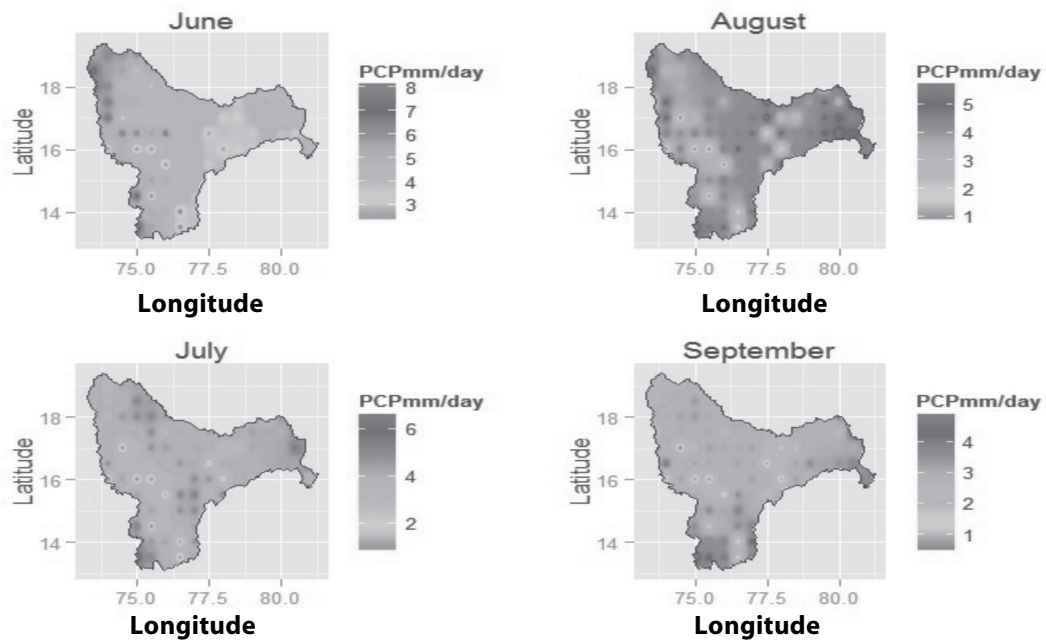 June
PCPmm/day
8
7
6
5
4
3
Latitude
18
16
14
75.0 77.5 80.0
Longitude
August
PCPmm/day
5
4
3
2
1
Latitude
18
16
14
75.0 77.5 80.0
Longitude
July
PCPmm/day
6
4
2
Latitude
18
16
14
75.0 77.5 80.0
Longitude
September
PCPmm/day
4
3
2
1
Latitude
18
16
14
75.0 77.5 80.0
Longitude